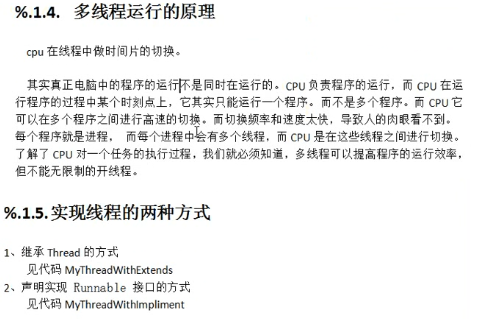 %.1.4. 多线程运行的原理
cpu 在线程中做时间片的切换。
其实真正电脑中的程序的运行不是同时在运行的。CPU 负责程序的运行，而 CPU 在运
行程序的过程中某个时刻点上，它其实只能运行一个程序。而不是多个程序。而 CPU 它
可以在多个程序之间进行高速的切换。而切换频率和速度太快，导致人的肉眼看不到。
每个程序就是进程， 而每个进程中会有多个线程，而 CPU 是在这些线程之间进行切换。
了解了 CPU 对一个任务的执行过程，我们就必须知道，多线程可以提高程序的运行效率，
但不能无限制的开线程。
%.1.5. 实现线程的两种方式
1、继承 Thread 的方式
见代码 MyThreadWithExtends
2、声明实现 Runnable 接口的方式
见代码 MyThreadWithImpliment